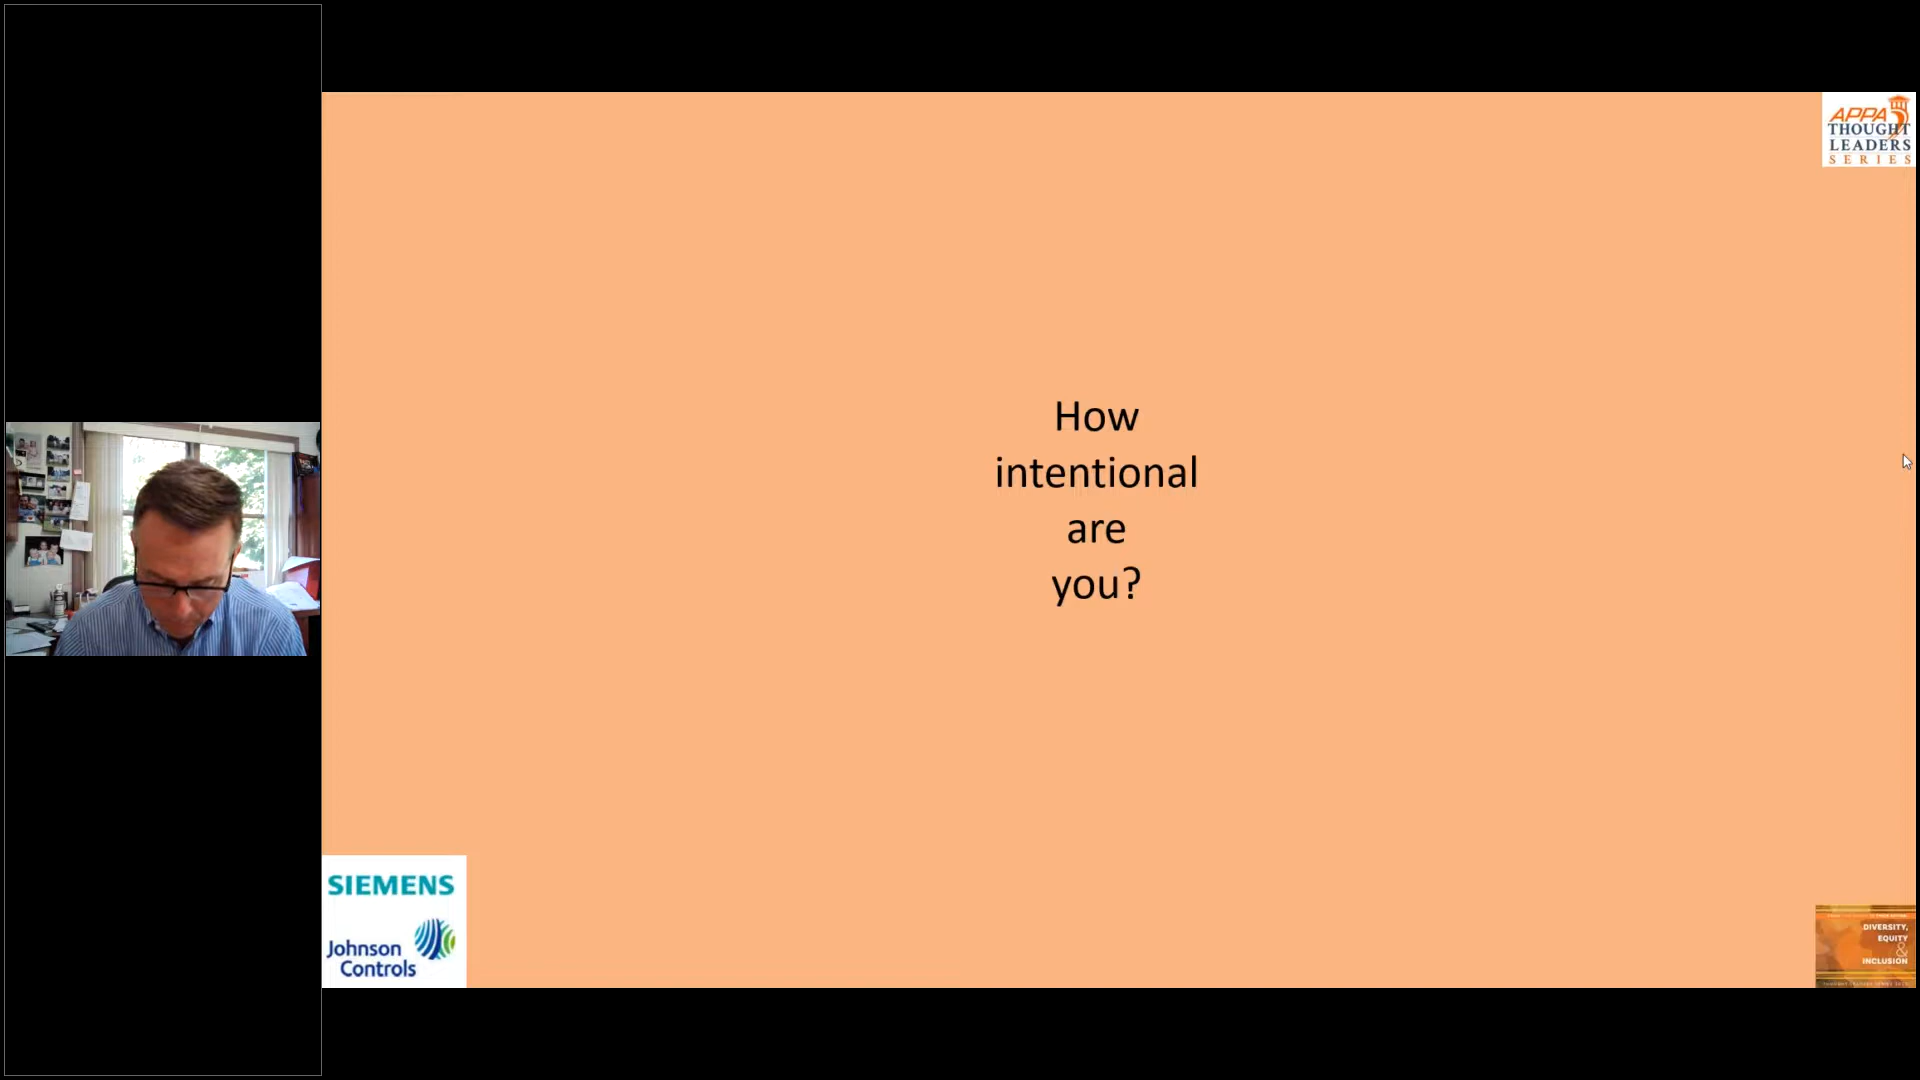 APPA
THOUGHT
LEADERS
SERIES
How
intentional
are
you?
SIEMENS
Johnson
Controls
DIVERSITY,
EQUITY
&
INCLUSION